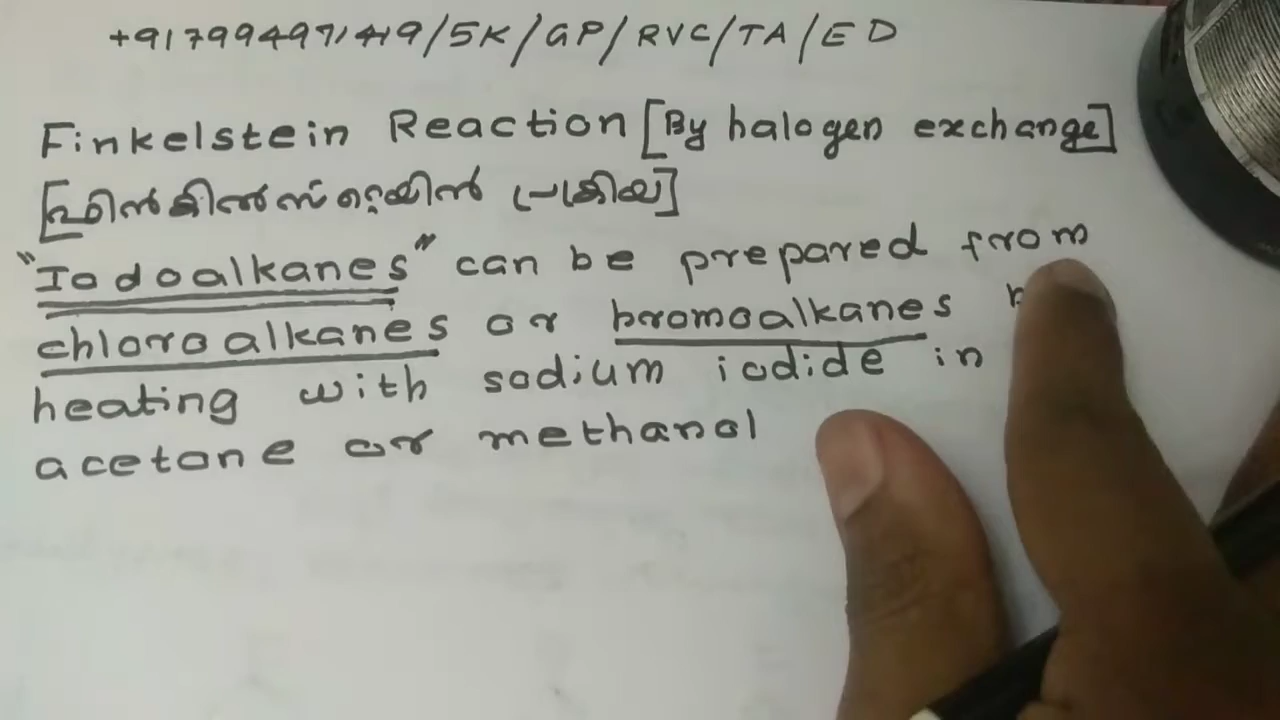 +917994971419/5K/GP/RVC/TA/ED
Finkelstein Reaction [By halogen exchange]
[ഫിൻകിൽസ്റ്റെയിൻ പ്രക്രിയ]
"Iodoalkanes" can be prepared from
chloroalkanes or bromoalkanes
heating with sodium iodide in
acetone or methanol